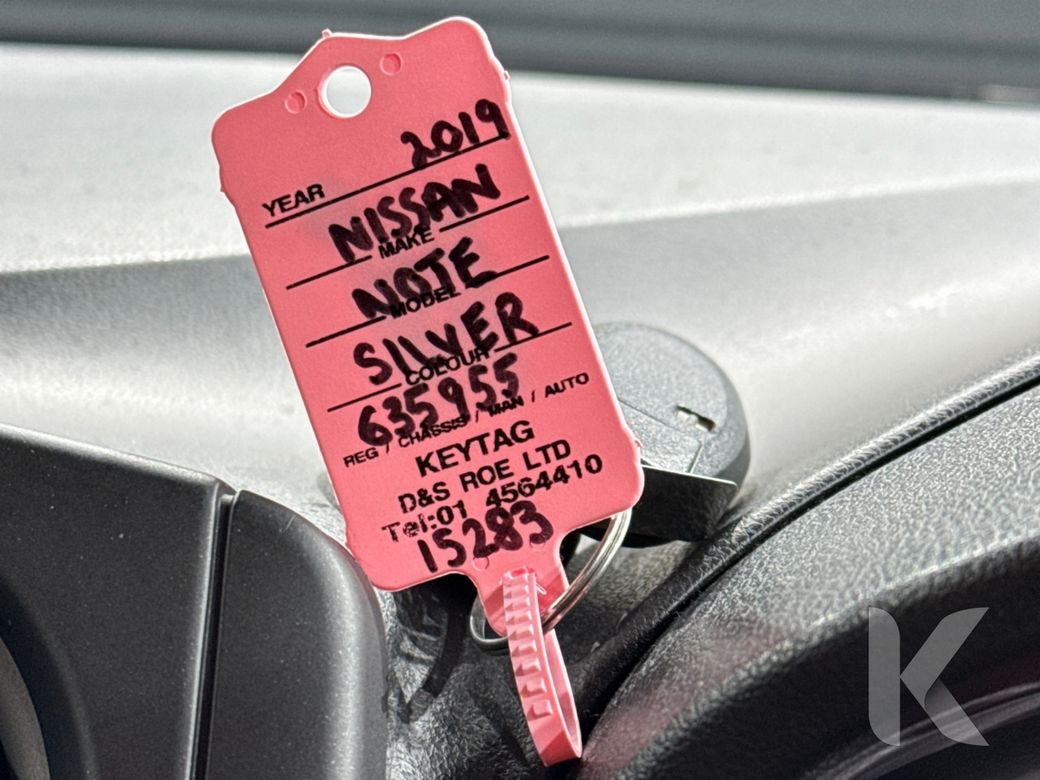 2019
YEAR
NISSAN
MAKE
NOTE
MODEL
SILVER
COLOUR
635955
REG / CHASSIS / MAN / AUTO
KEYTAG
D&S ROE LTD
Tel:01 4564410
15283
K